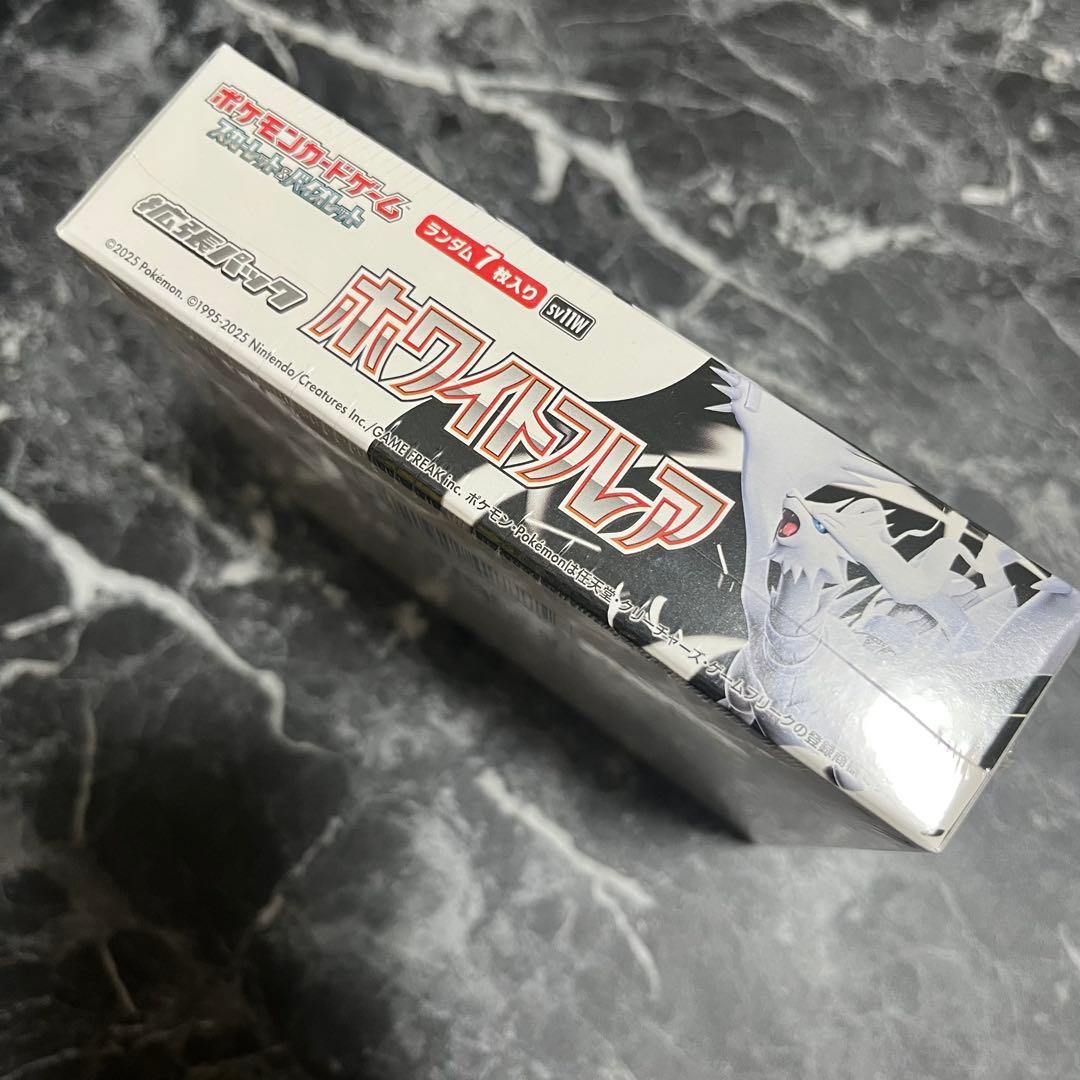 ポケモンカードゲーム
スカーレット&バイオレット
拡張パック
ランダム7枚入り
sv11W
ホワイトフレア
©2025 Pokémon. ©1995-2025 Nintendo/Creatures Inc./GAME FREAK inc. ポケモン・Pokémonは任天堂・クリーチャーズ・ゲームフリークの登録商標